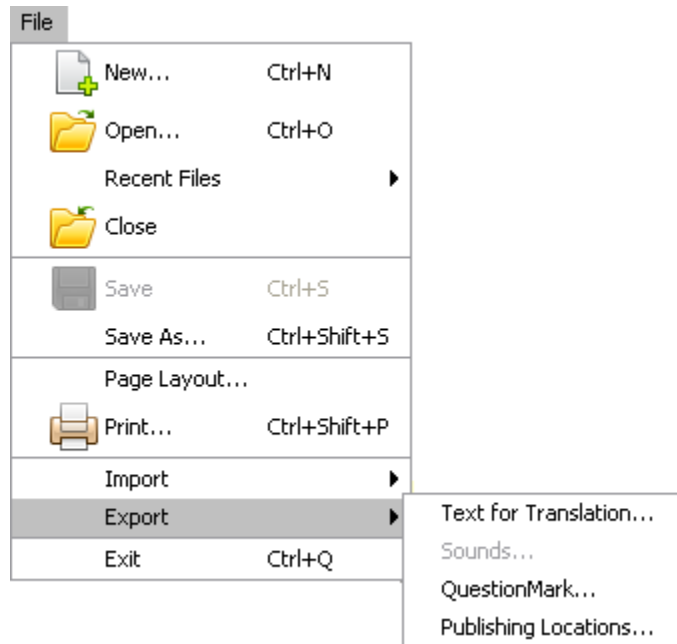 File
New... Ctrl+N
Open... Ctrl+O
Recent Files
Close
Save Ctrl+S
Save As... Ctrl+Shift+S
Page Layout...
Print... Ctrl+Shift+P
Import
Export
Exit Ctrl+Q
Text for Translation...
Sounds...
QuestionMark...
Publishing Locations...